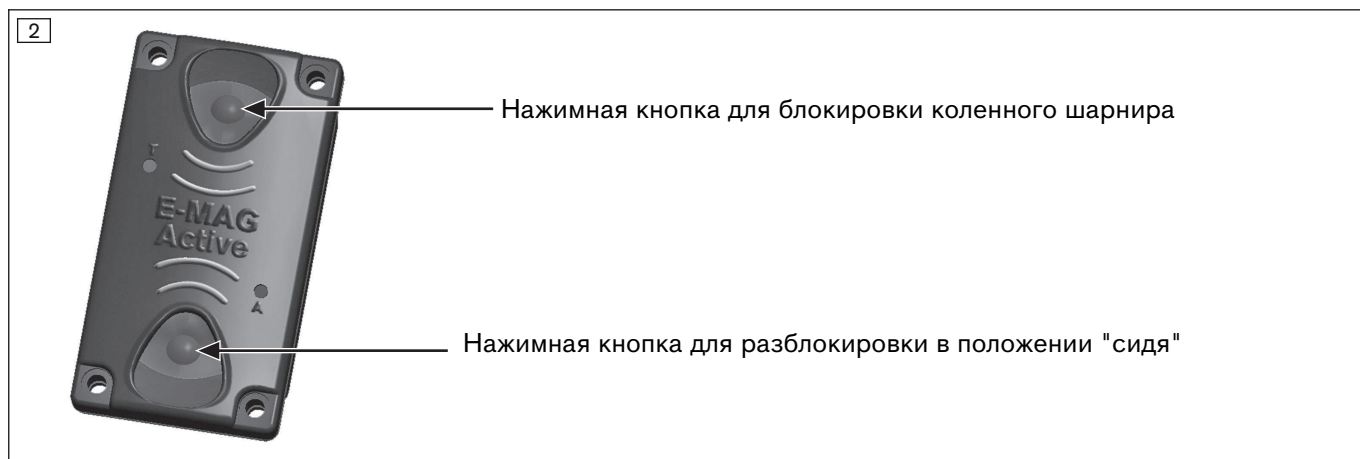 2
Нажимная кнопка для блокировки коленного шарнира
T
E-MAG
Active
A
Нажимная кнопка для разблокировки в положении "сидя"